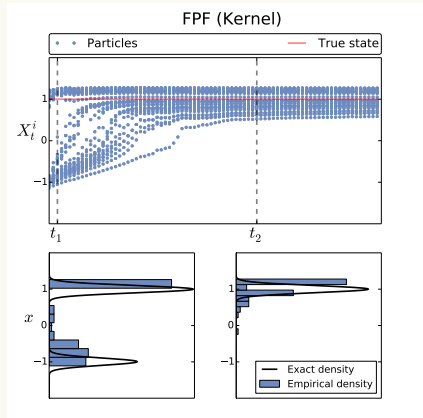 FPF (Kernel)
Particles True state
1
0
−1
X_t^i
t_1 t_2
1 1
x 0 0
−1 −1
Exact density
Empirical density